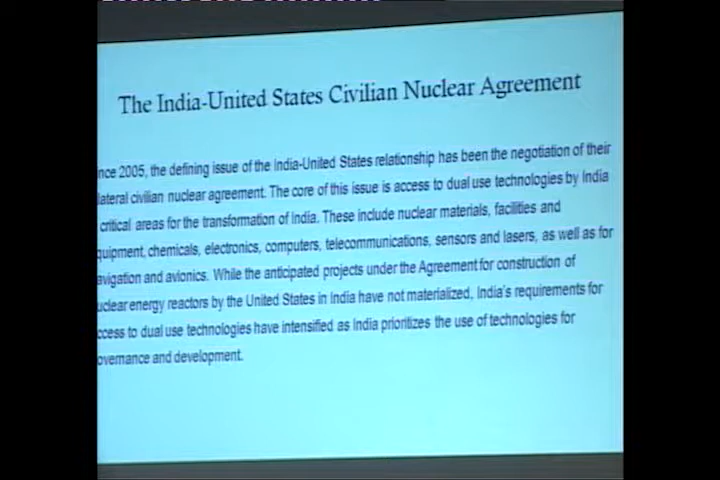 The India-United States Civilian Nuclear Agreement
nce 2005, the defining issue of the India-United States relationship has been the negotiation of their
lateral civilian nuclear agreement. The core of this issue is access to dual use technologies by India
critical areas for the transformation of India. These include nuclear materials, facilities and
quipment, chemicals, electronics, computers, telecommunications, sensors and lasers, as well as for
avigation and avionics. While the anticipated projects under the Agreement for construction of
uclear energy reactors by the United States in India have not materialized, India's requirements for
ccess to dual use technologies have intensified as India prioritizes the use of technologies for
overnance and development.